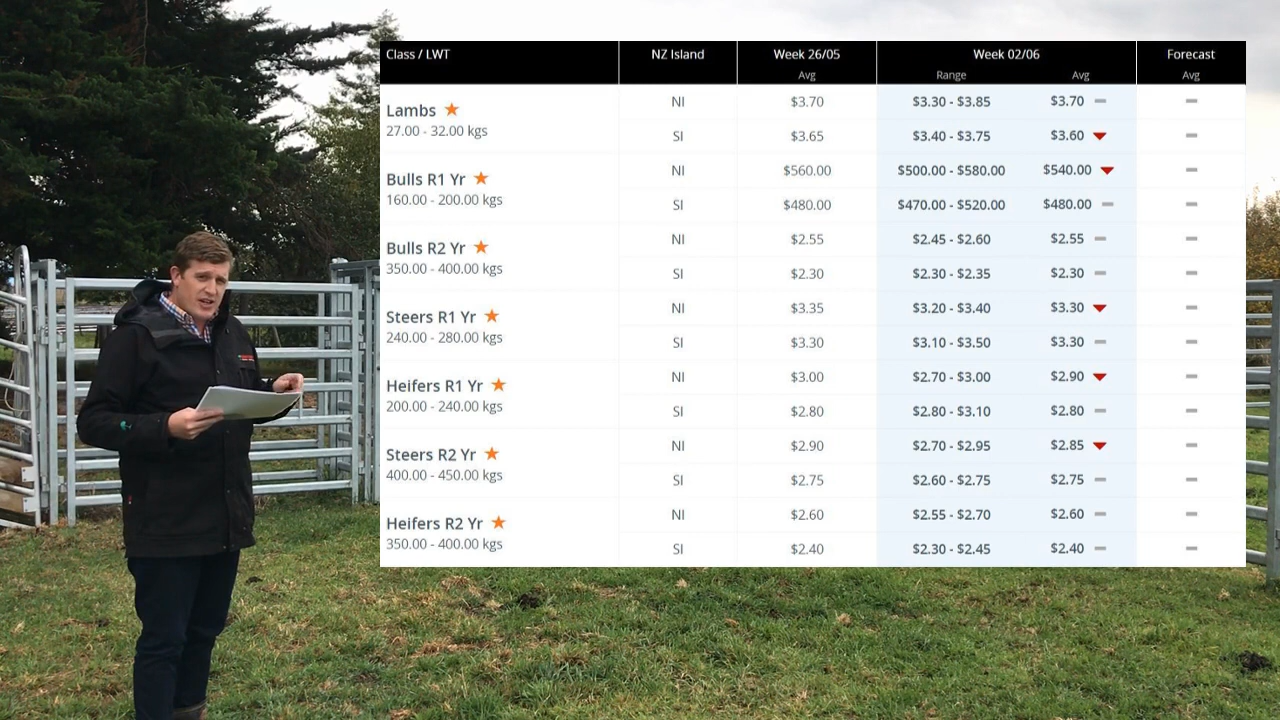 Class / LWT NZ Island Week 26/05 Week 02/06 Forecast
Avg Range Avg Avg
Lambs
27.00 - 32.00 kgs
NI $3.70 $3.30 - $3.85 $3.70
SI $3.65 $3.40 - $3.75 $3.60
Bulls R1 Yr
160.00 - 200.00 kgs
NI $560.00 $500.00 - $580.00 $540.00
SI $480.00 $470.00 - $520.00 $480.00
Bulls R2 Yr
350.00 - 400.00 kgs
NI $2.55 $2.45 - $2.60 $2.55
SI $2.30 $2.30 - $2.35 $2.30
Steers R1 Yr
240.00 - 280.00 kgs
NI $3.35 $3.20 - $3.40 $3.30
SI $3.30 $3.10 - $3.50 $3.30
Heifers R1 Yr
200.00 - 240.00 kgs
NI $3.00 $2.70 - $3.00 $2.90
SI $2.80 $2.80 - $3.10 $2.80
Steers R2 Yr
400.00 - 450.00 kgs
NI $2.90 $2.70 - $2.95 $2.85
SI $2.75 $2.60 - $2.75 $2.75
Heifers R2 Yr
350.00 - 400.00 kgs
NI $2.60 $2.55 - $2.70 $2.60
SI $2.40 $2.30 - $2.45 $2.40